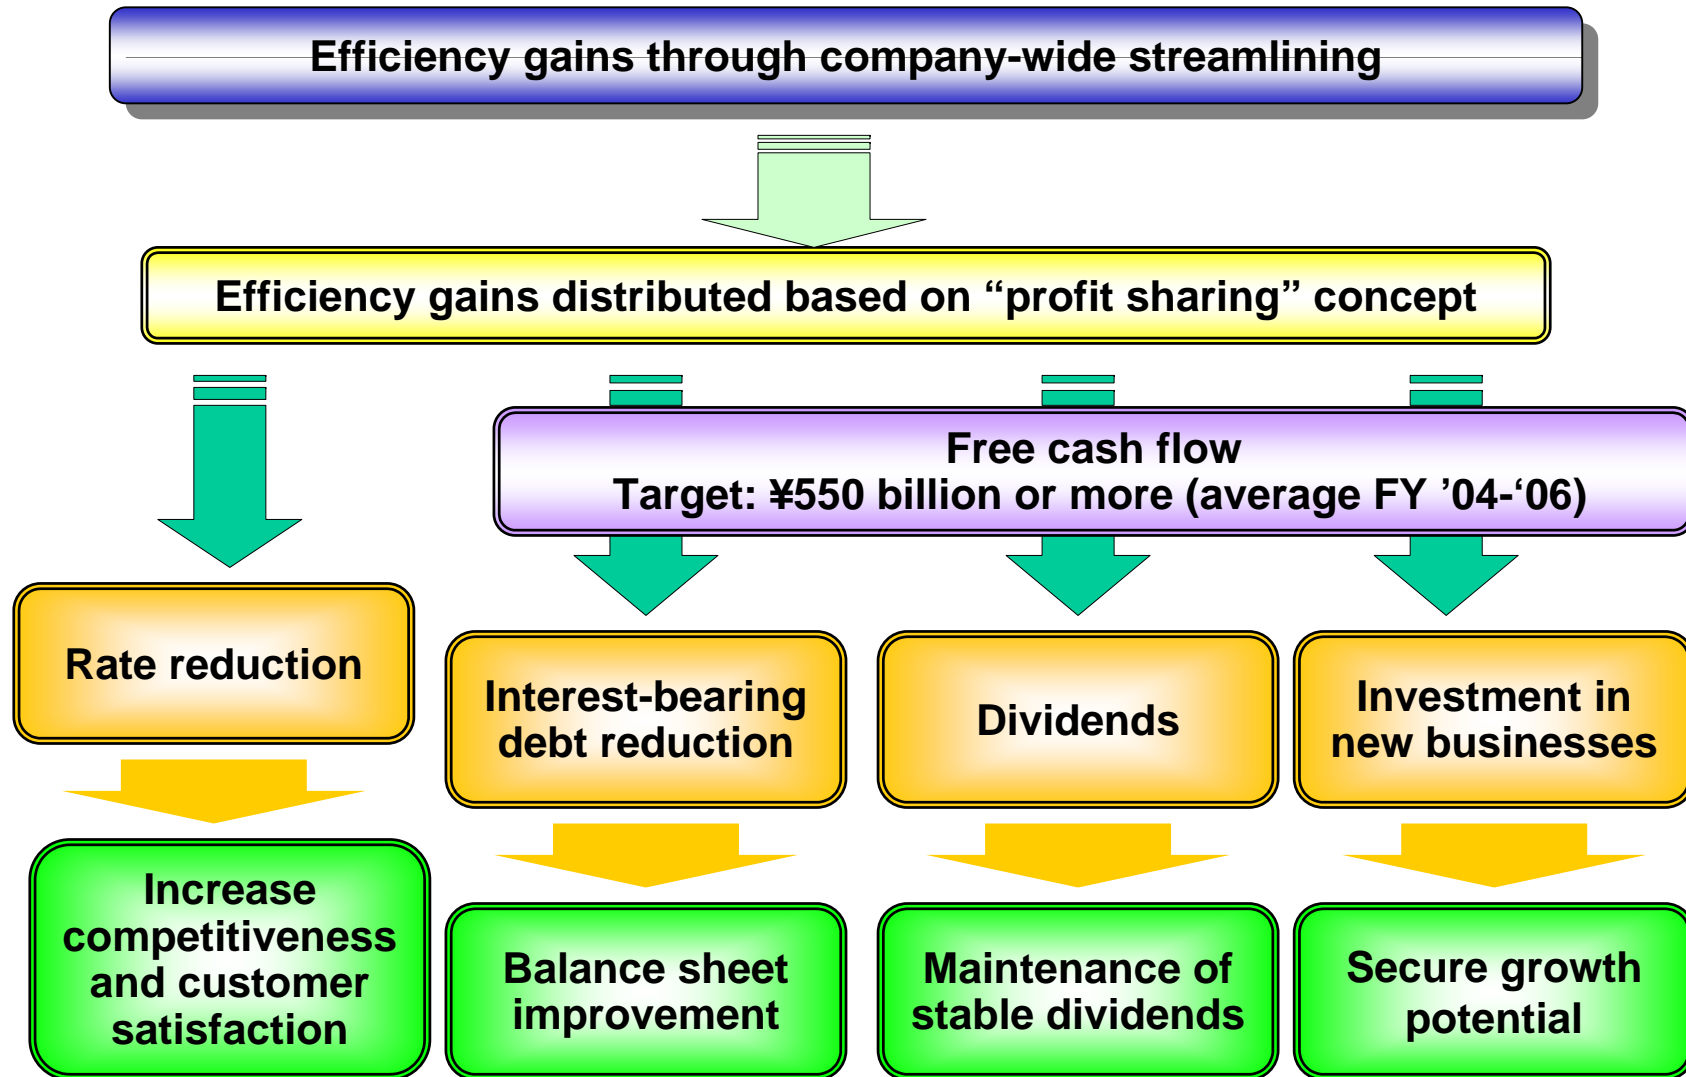 Efficiency gains through company-wide streamlining
Efficiency gains distributed based on “profit sharing” concept
Free cash flow
Target: ¥550 billion or more (average FY ’04-‘06)
Rate reduction
Interest-bearing
debt reduction
Dividends
Investment in
new businesses
Increase
competitiveness
and customer
satisfaction
Balance sheet
improvement
Maintenance of
stable dividends
Secure growth
potential